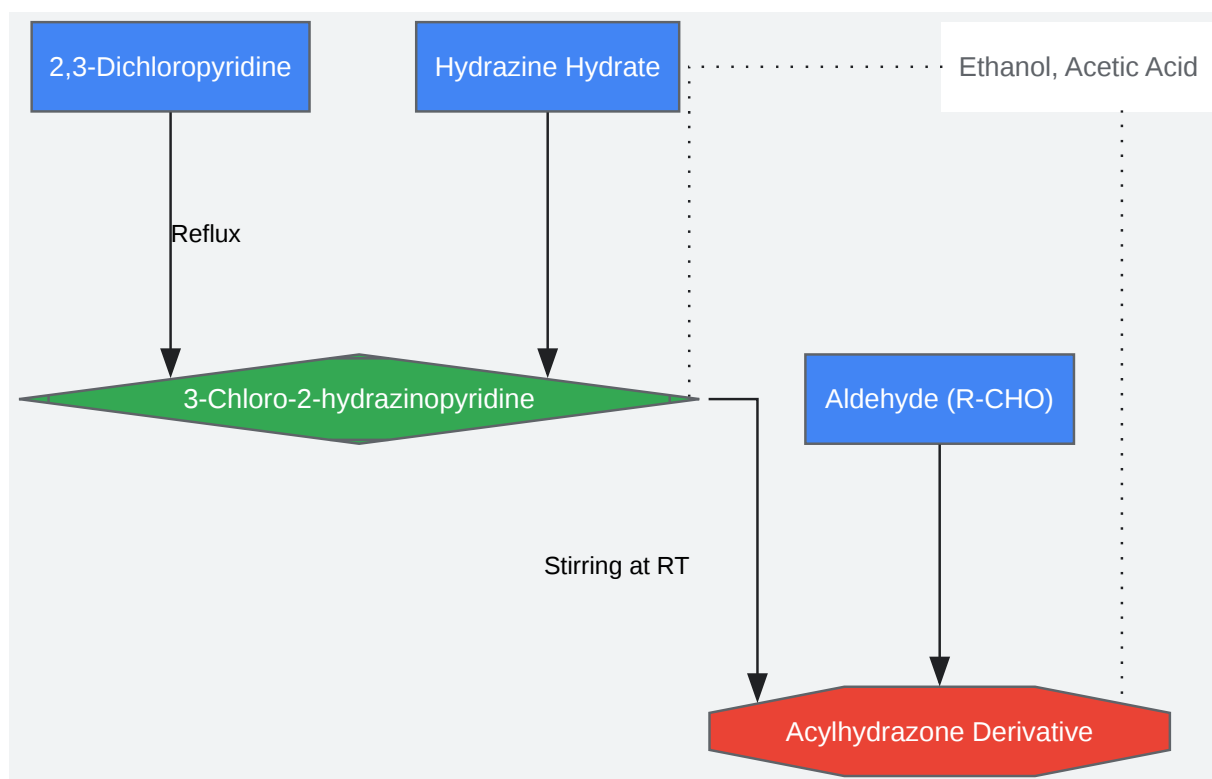 2,3-Dichloropyridine
Hydrazine Hydrate
Ethanol, Acetic Acid
Reflux
3-Chloro-2-hydrazinopyridine
Aldehyde (R-CHO)
Stirring at RT
Acylhydrazone Derivative